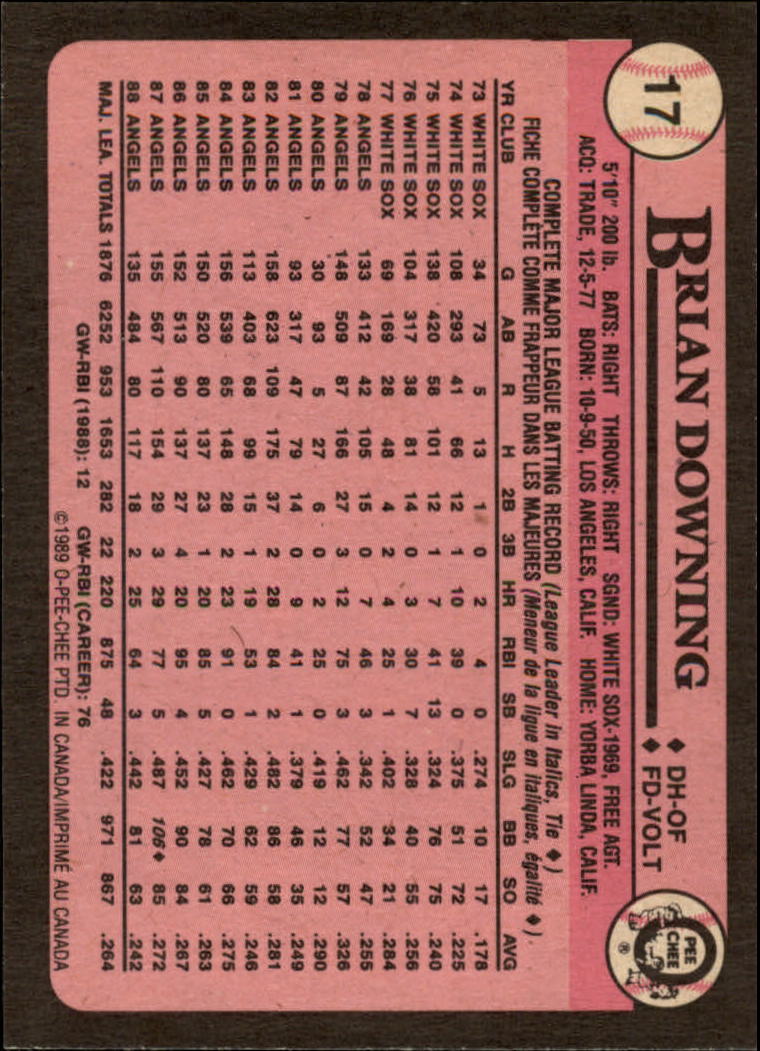 17
BRIAN DOWNING
♦ DH-OF
♦ FD-VOLT
PEE
CHEE
®
5'10" 200 lb. BATS: RIGHT THROWS: RIGHT SGND: WHITE SOX-1969, FREE AGT.
ACQ: TRADE, 12-5-77 BORN: 10-9-50, LOS ANGELES, CALIF. HOME: YORBA LINDA, CALIF.
COMPLETE MAJOR LEAGUE BATTING RECORD (League Leader in Italics, Tie ♦)
FICHE COMPLÈTE COMME FRAPPEUR DANS LES MAJEURES (Meneur de la ligue en italiques, égalité ♦).
YR CLUB G AB R H 2B 3B HR RBI SB SLG BB SO AVG
73 WHITE SOX 34 73 5 13 1 0 2 4 0 .274 10 17 .178
74 WHITE SOX 108 293 41 66 12 1 10 39 0 .375 51 72 .225
75 WHITE SOX 138 420 58 101 12 1 7 41 13 .324 76 75 .240
76 WHITE SOX 104 317 38 81 14 0 3 30 7 .328 40 55 .256
77 WHITE SOX 69 169 28 48 4 2 4 25 1 .402 34 21 .284
78 ANGELS 133 412 42 105 15 0 7 46 3 .342 52 47 .255
79 ANGELS 148 509 87 166 27 3 12 75 3 .462 77 57 .326
80 ANGELS 30 93 5 27 6 0 2 25 0 .419 12 12 .290
81 ANGELS 93 317 47 79 14 0 9 41 1 .379 46 35 .249
82 ANGELS 158 623 109 175 37 2 28 84 2 .482 86 58 .281
83 ANGELS 113 403 68 99 15 1 19 53 1 .429 62 59 .246
84 ANGELS 156 539 65 148 28 2 23 91 0 .462 70 66 .275
85 ANGELS 150 520 80 137 23 1 20 85 5 .427 78 61 .263
86 ANGELS 152 513 90 137 27 4 20 95 4 .452 90 84 .267
87 ANGELS 155 567 110 154 29 3 29 77 5 .487 106♦ 85 .272
88 ANGELS 135 484 80 117 18 2 25 64 3 .442 81 63 .242
MAJ. LEA. TOTALS 1876 6252 953 1653 282 22 220 875 48 .422 971 867 .264
GW-RBI (1988): 12 GW-RBI (CAREER): 76
©1989 O-PEE-CHEE PTD. IN CANADA/IMPRIMÉ AU CANADA